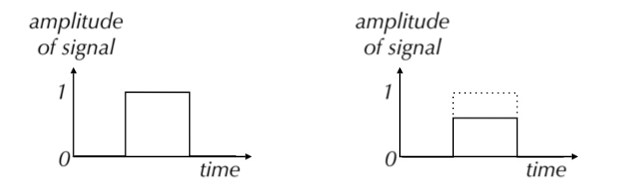 amplitude
of signal
1
0
time
amplitude
of signal
1
0
time